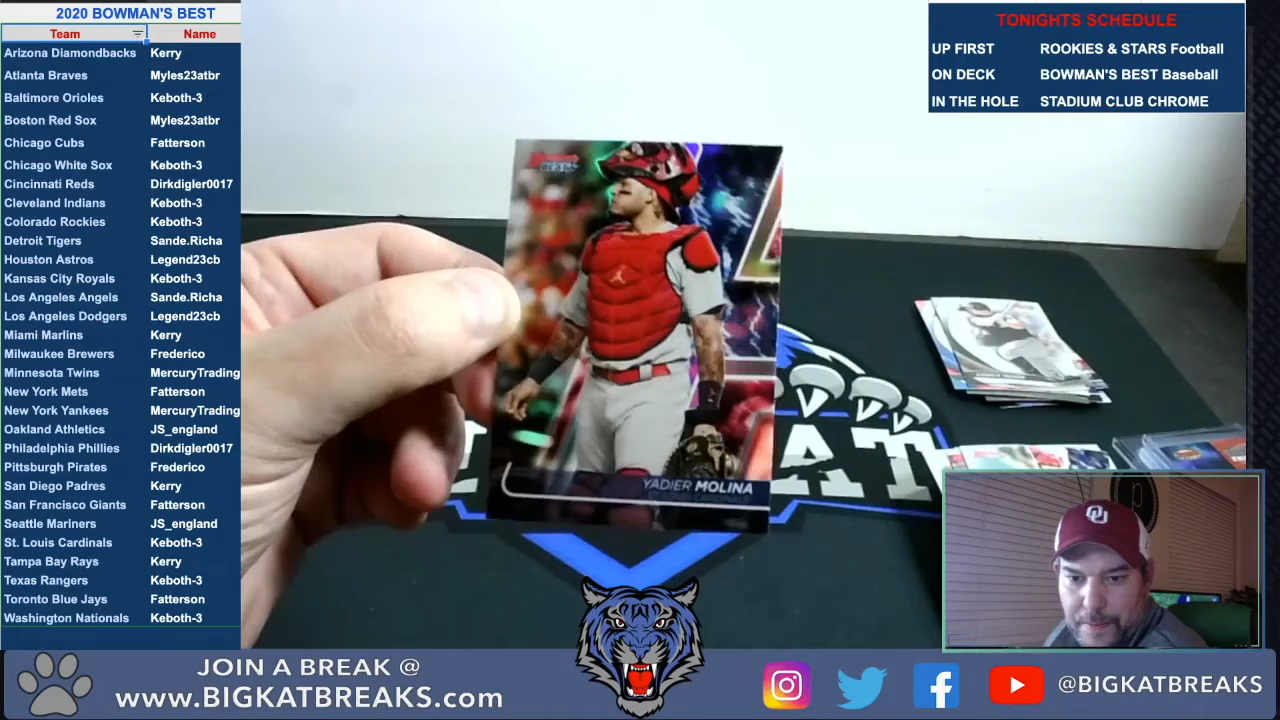 2020 BOWMAN'S BEST
Team Name
Arizona Diamondbacks Kerry
Atlanta Braves Myles23atbr
Baltimore Orioles Keboth-3
Boston Red Sox Myles23atbr
Chicago Cubs Fatterson
Chicago White Sox Keboth-3
Cincinnati Reds Dirkdigler0017
Cleveland Indians Keboth-3
Colorado Rockies Keboth-3
Detroit Tigers Sande.Richa
Houston Astros Legend23cb
Kansas City Royals Keboth-3
Los Angeles Angels Sande.Richa
Los Angeles Dodgers Legend23cb
Miami Marlins Kerry
Milwaukee Brewers Frederico
Minnesota Twins MercuryTrading
New York Mets Fatterson
New York Yankees MercuryTrading
Oakland Athletics JS_england
Philadelphia Phillies Dirkdigler0017
Pittsburgh Pirates Frederico
San Diego Padres Kerry
San Francisco Giants Fatterson
Seattle Mariners JS_england
St. Louis Cardinals Keboth-3
Tampa Bay Rays Kerry
Texas Rangers Keboth-3
Toronto Blue Jays Fatterson
Washington Nationals Keboth-3
TONIGHTS SCHEDULE
UP FIRST ROOKIES & STARS Football
ON DECK BOWMAN'S BEST Baseball
IN THE HOLE STADIUM CLUB CHROME
YADIER MOLINA
OU
JOIN A BREAK @
www.BIGKATBREAKS.com
@BIGKATBREAKS